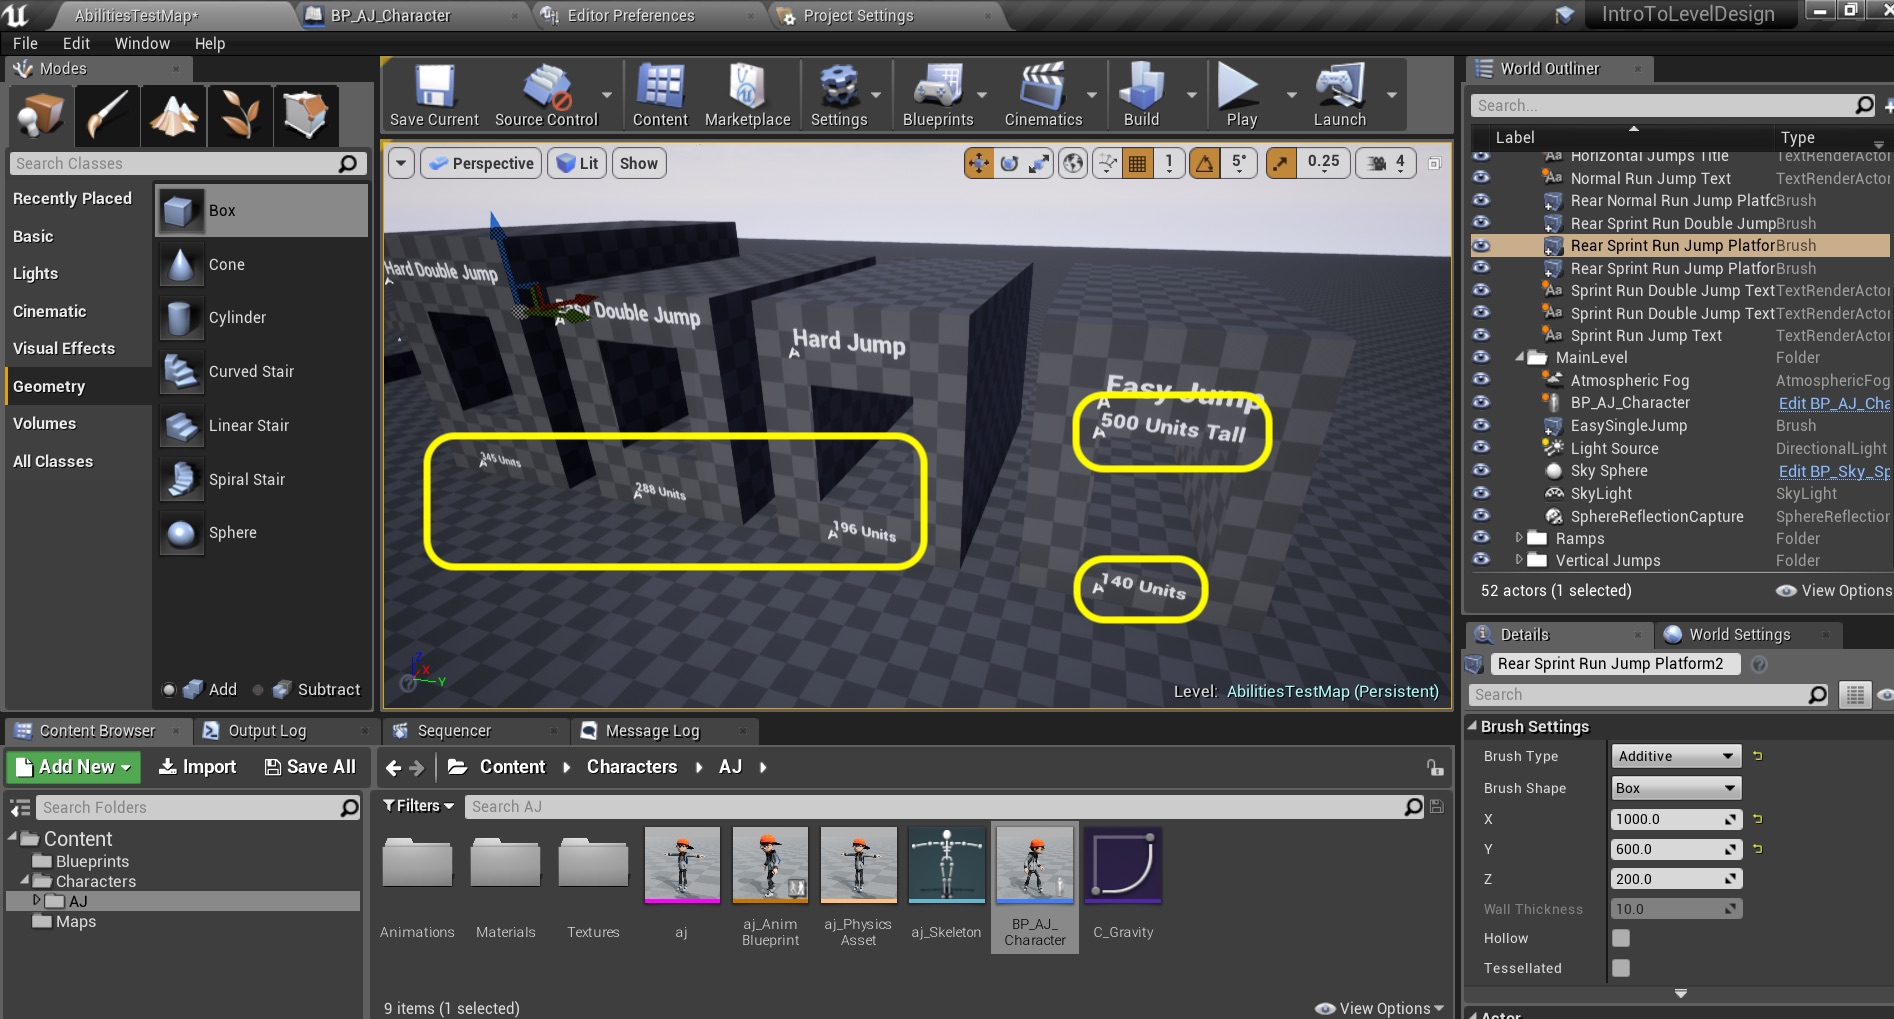 AbilitiesTestMap*
BP_AJ_Character
Editor Preferences
Project Settings
IntroToLevelDesign
File Edit Window Help
Modes
Search Classes
Recently Placed
Basic
Lights
Cinematic
Visual Effects
Geometry
Volumes
All Classes
Box
Cone
Cylinder
Curved Stair
Linear Stair
Spiral Stair
Sphere
Add Subtract
Save Current
Source Control
Content
Marketplace
Settings
Blueprints
Cinematics
Build
Play
Launch
Perspective
Lit
Show
1
5°
0.25
4
Hard Double Jump
Easy Double Jump
Hard Jump
Easy Jump
500 Units Tall
345 Units
288 Units
196 Units
140 Units
Z
X
Y
Level: AbilitiesTestMap (Persistent)
World Outliner
Search...
Label Type
Horizontal Jumps Title TextRenderActor
Normal Run Jump Text TextRenderActor
Rear Normal Run Jump Platfo Brush
Rear Sprint Run Double Jump Brush
Rear Sprint Run Jump Platfor Brush
Rear Sprint Run Jump Platfor Brush
Sprint Run Double Jump Text TextRenderActor
Sprint Run Double Jump Text TextRenderActor
Sprint Run Jump Text TextRenderActor
MainLevel Folder
Atmospheric Fog AtmosphericFog
BP_AJ_Character Edit BP_AJ_Cha
EasySingleJump Brush
Light Source DirectionalLight
Sky Sphere Edit BP_Sky_Sp
SkyLight SkyLight
SphereReflectionCapture SphereReflection
Ramps Folder
Vertical Jumps Folder
52 actors (1 selected) View Options
Details
World Settings
Rear Sprint Run Jump Platform2
Search
Brush Settings
Brush Type Additive
Brush Shape Box
X 1000.0
Y 600.0
Z 200.0
Wall Thickness 10.0
Hollow
Tessellated
Actor
Content Browser
Output Log
Sequencer
Message Log
Add New Import Save All
Content Characters AJ
Search Folders
Content
Blueprints
Characters
AJ
Maps
Filters Search AJ
Animations
Materials
Textures
aj
aj_Anim
Blueprint
aj_Physics
Asset
aj_Skeleton
BP_AJ_
Character
C_Gravity
9 items (1 selected) View Options